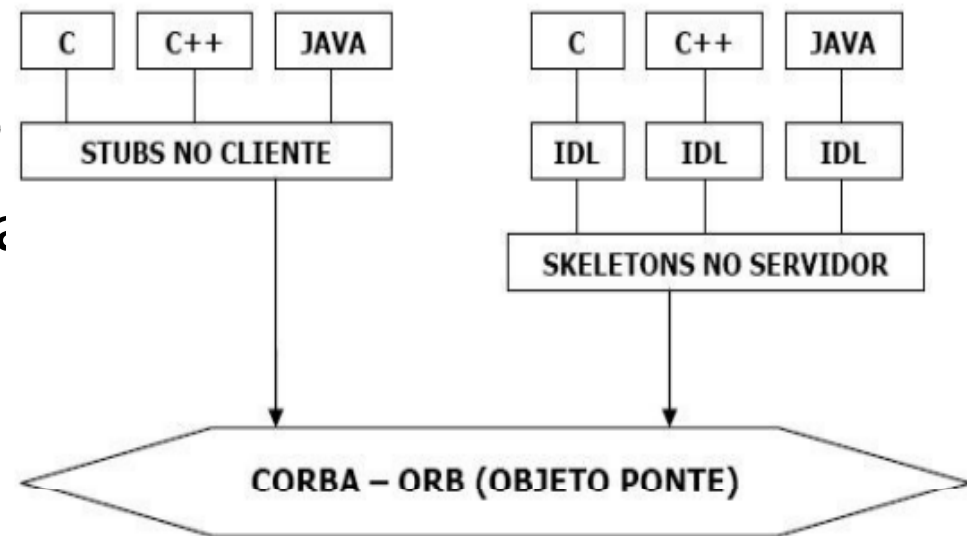 C C++ JAVA C C++ JAVA
STUBS NO CLIENTE IDL IDL IDL
SKELETONS NO SERVIDOR
CORBA – ORB (OBJETO PONTE)